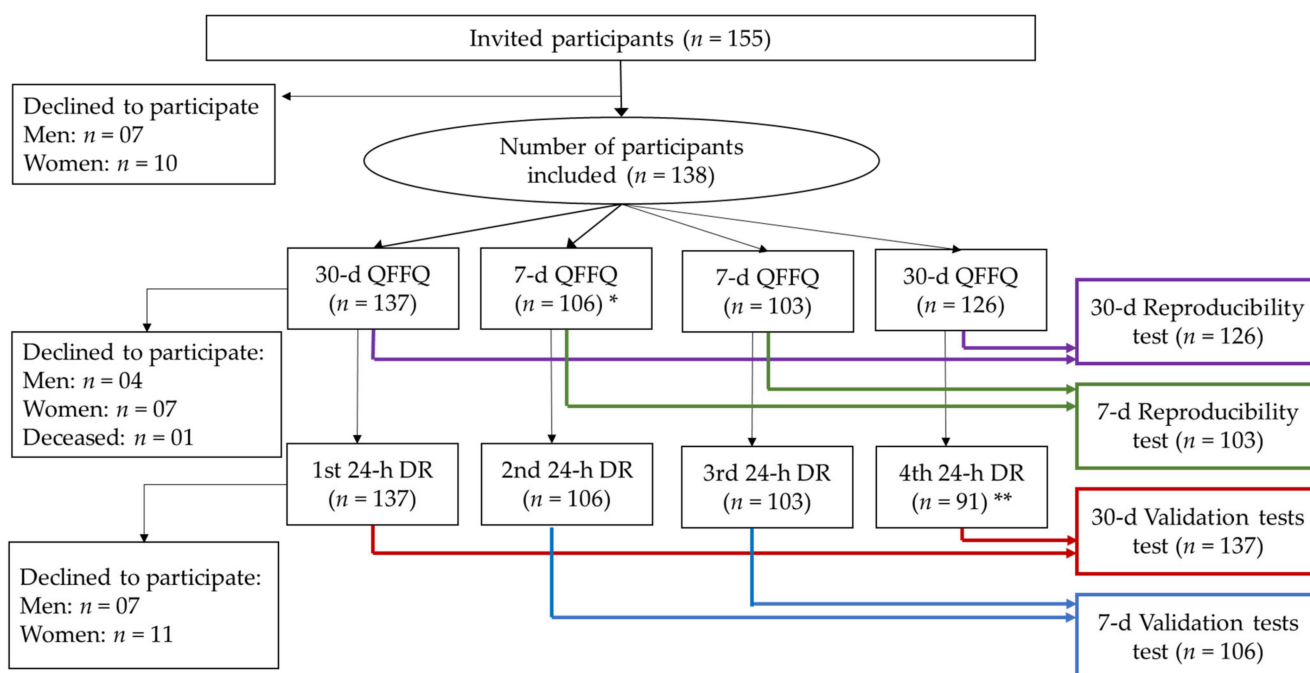 Invited participants (n = 155)
Declined to participate
Men: n = 07
Women: n = 10
Number of participants
included (n = 138)
30-d QFFQ
(n = 137)
7-d QFFQ
(n = 106) *
7-d QFFQ
(n = 103)
30-d QFFQ
(n = 126)
30-d Reproducibility
test (n = 126)
Declined to participate:
Men: n = 04
Women: n = 07
Deceased: n = 01
7-d Reproducibility
test (n = 103)
1st 24-h DR
(n = 137)
2nd 24-h DR
(n = 106)
3rd 24-h DR
(n = 103)
4th 24-h DR
(n = 91) **
30-d Validation tests
test (n = 137)
Declined to participate:
Men: n = 07
Women: n = 11
7-d Validation tests
test (n = 106)